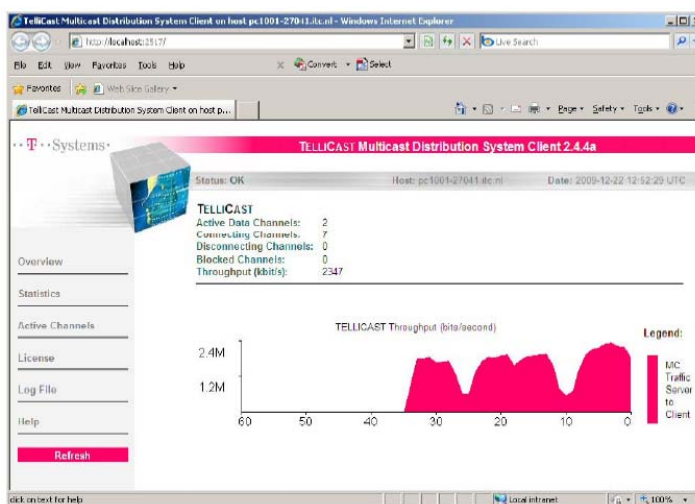 TelliCast Multicast Distribution System Client on host pc1001-27041.itc.nl - Windows Internet Explorer
http://localhost:2517/
Live Search
File Edit View Favorites Tools Help
Convert
Select
Favorites
Web Slice Gallery
TelliCast Multicast Distribution System Client on host p...
Page
Safety
Tools
T Systems
TELLICAST Multicast Distribution System Client 2.4.4a
Status: OK
Host: pc1001-27041.itc.nl
Date: 2009-12-22 12:52:29 UTC
TELLICAST
Active Data Channels: 2
Connecting Channels: 7
Disconnecting Channels: 0
Blocked Channels: 0
Throughput (kbit/s): 2347
Overview
Statistics
Active Channels
License
Log File
Help
Refresh
TELLICAST Throughput (bits/second)
2.4M
1.2M
60 50 40 30 20 10 0
Legend:
MC
Traffic
Server
to
Client
click on text for help
Local intranet
100%